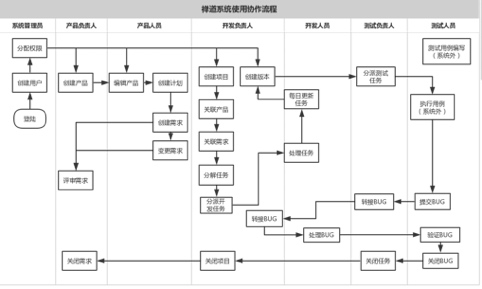 禅道系统使用协作流程
系统管理员
产品负责人
产品人员
开发负责人
开发人员
测试负责人
测试人员
分配权限
测试用例编写
(系统外)
创建用户
创建产品
编辑产品
创建计划
创建项目
创建版本
分派测试
任务
登陆
每日更新
任务
执行用例
(系统外)
关联产品
创建需求
关联需求
变更需求
处理任务
评审需求
分解任务
分派开
发任务
转接BUG
提交BUG
转接BUG
处理BUG
验证BUG
关闭需求
关闭项目
关闭任务
关闭BUG